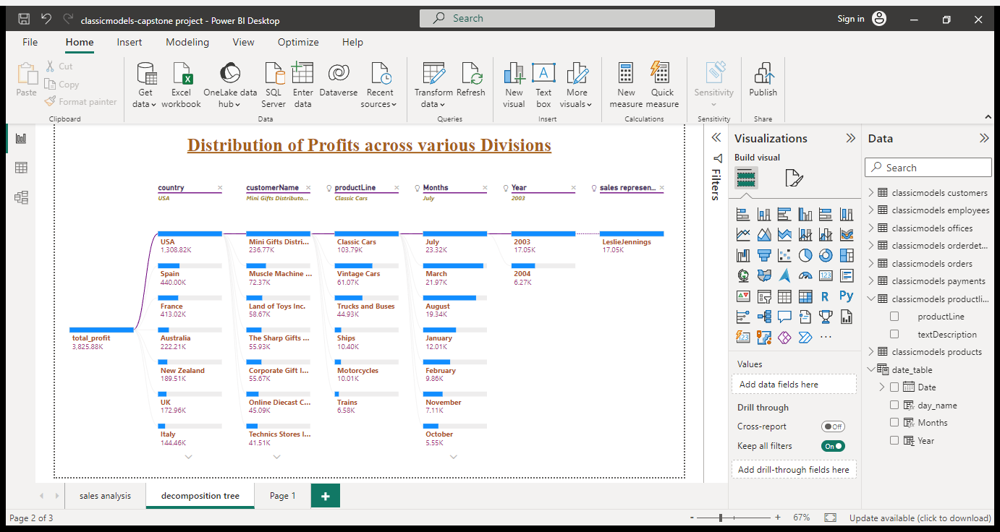 classicmodels-capstone project - Power BI Desktop
Search
Sign in
File Home Insert Modeling View Optimize Help
Paste
Cut
Copy
Format painter
Clipboard
Get data
Excel workbook
OneLake data hub
SQL Server
Enter data
Dataverse
Recent sources
Data
Transform data
Refresh
Queries
New visual
Text box
More visuals
Insert
New measure
Quick measure
Calculations
Sensitivity
Sensitivity
Publish
Share
Distribution of Profits across various Divisions
country
USA
customerName
Mini Gifts Distributo...
productLine
Classic Cars
Months
July
Year
2003
sales represen...
total_profit
3,825.88K
USA
1,308.82K
Spain
440.00K
France
413.02K
Australia
222.21K
New Zealand
189.51K
UK
172.96K
Italy
144.46K
Mini Gifts Distri...
236.77K
Muscle Machine ...
72.37K
Land of Toys Inc.
58.67K
The Sharp Gifts ...
55.93K
Corporate Gift I...
55.67K
Online Diecast C...
45.09K
Technics Stores I...
41.51K
Classic Cars
103.79K
Vintage Cars
61.07K
Trucks and Buses
44.93K
Ships
10.40K
Motorcycles
10.01K
Trains
6.58K
July
23.32K
March
21.97K
August
19.34K
January
12.01K
February
9.86K
November
7.11K
October
5.55K
2003
17.05K
2004
6.27K
LeslieJennings
17.05K
Filters
Visualizations
Build visual
123
R
Py
123
Values
Add data fields here
Drill through
Cross-report
Off
Keep all filters
On
Add drill-through fields here
Data
Search
classicmodels customers
classicmodels employees
classicmodels offices
classicmodels orderdet...
classicmodels orders
classicmodels payments
classicmodels productli...
productLine
textDescription
classicmodels products
date_table
Date
day_name
Months
Year
sales analysis
decomposition tree
Page 1
Page 2 of 3
- + 67%
Update available (click to download)